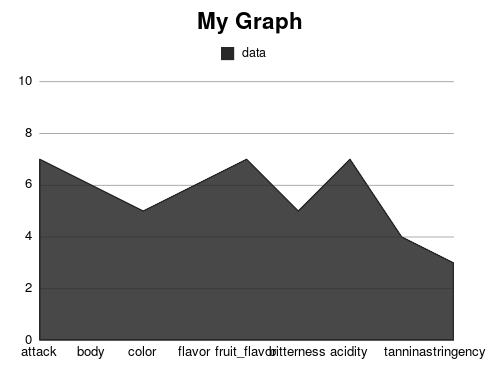 My Graph
data
10
8
6
4
2
0
attack body color flavor fruit_flavor bitterness acidity tannin astringency